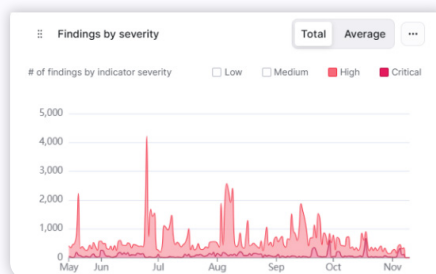 Findings by severity
Total Average
# of findings by indicator severity
Low Medium High Critical
5,000
4,000
3,000
2,000
1,000
0
May Jun Jul Aug Sep Oct Nov